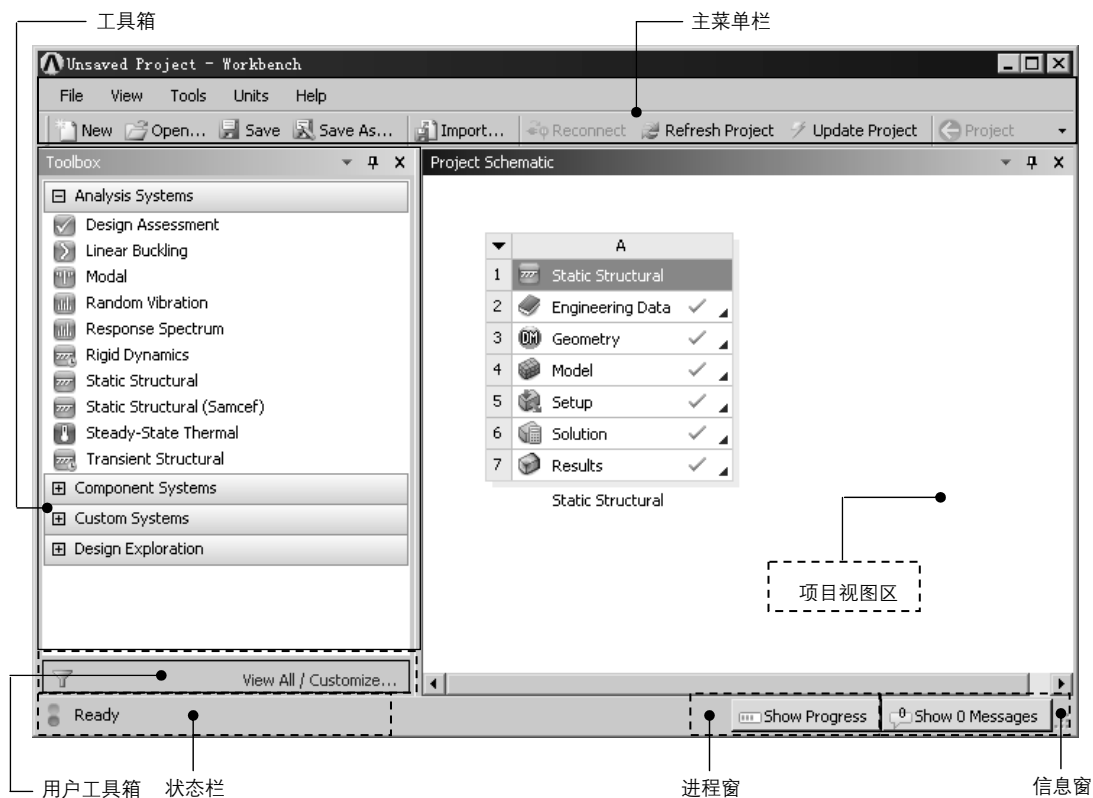 工具箱
主菜单栏
Unsaved Project - Workbench
File View Tools Units Help
New Open... Save Save As... Import... Reconnect Refresh Project Update Project Project
Toolbox
Project Schematic
Analysis Systems
Design Assessment
Linear Buckling
Modal
Random Vibration
Response Spectrum
Rigid Dynamics
Static Structural
Static Structural (Samcef)
Steady-State Thermal
Transient Structural
Component Systems
Custom Systems
Design Exploration
A
1 Static Structural
2 Engineering Data
3 DM Geometry
4 Model
5 Setup
6 Solution
7 Results
Static Structural
项目视图区
View All / Customize...
Ready
Show Progress
0 Show 0 Messages
用户工具箱
状态栏
进程窗
信息窗